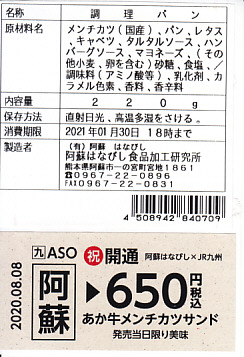 名称 調理パン
原材料名 メンチカツ(国産)、パン、レタス、
キャベツ、タルタルソース、ハン
バーグソース、マヨネーズ、(その
他小麦、卵を含む)砂糖、食塩、/
調味料(アミノ酸等)、乳化剤、カ
ラメル色素、香料、香辛料
内容量 220g
保存方法 直射日光、高温多湿をさける。
消費期限 2021年01月30日 18時まで
製造者 (有)阿蘇 はなびし
阿蘇はなびし食品加工研究所
熊本県阿蘇市一の宮町宮地1861
☎0967-22-0896
FAX0967-22-0831
4508942840709
2020.08.08
九 ASO
阿蘇
祝 開通 阿蘇はなびし×JR九州
▶650円税込
あか牛メンチカツサンド
発売当日限り美味